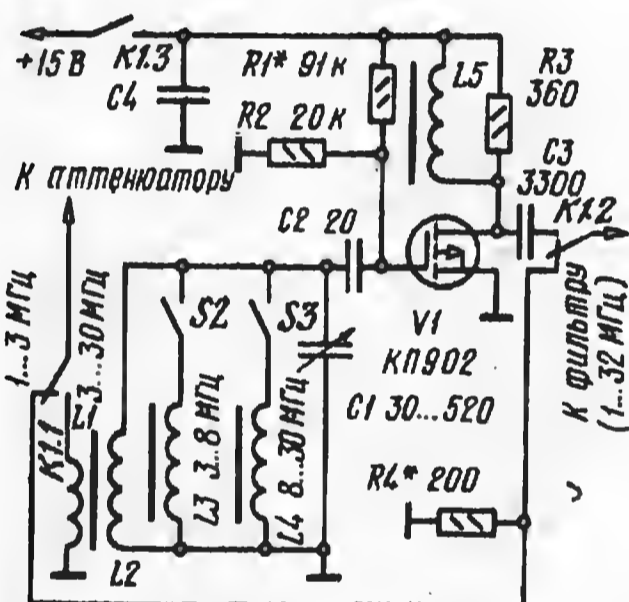 +15 В
К1.3
С4
R1* 91к
L5
R3
360
R2 20к
С3
3300
К1.2
К аттенюатору
С2 20
1...3 МГц
3...30 МГц
S2
S3
V1
КП902
С1 30...520
К фильтру
(1...32 МГц)
L1
К1.1
L3 3...8 МГц
L4 8...30 МГц
R4* 200
L2